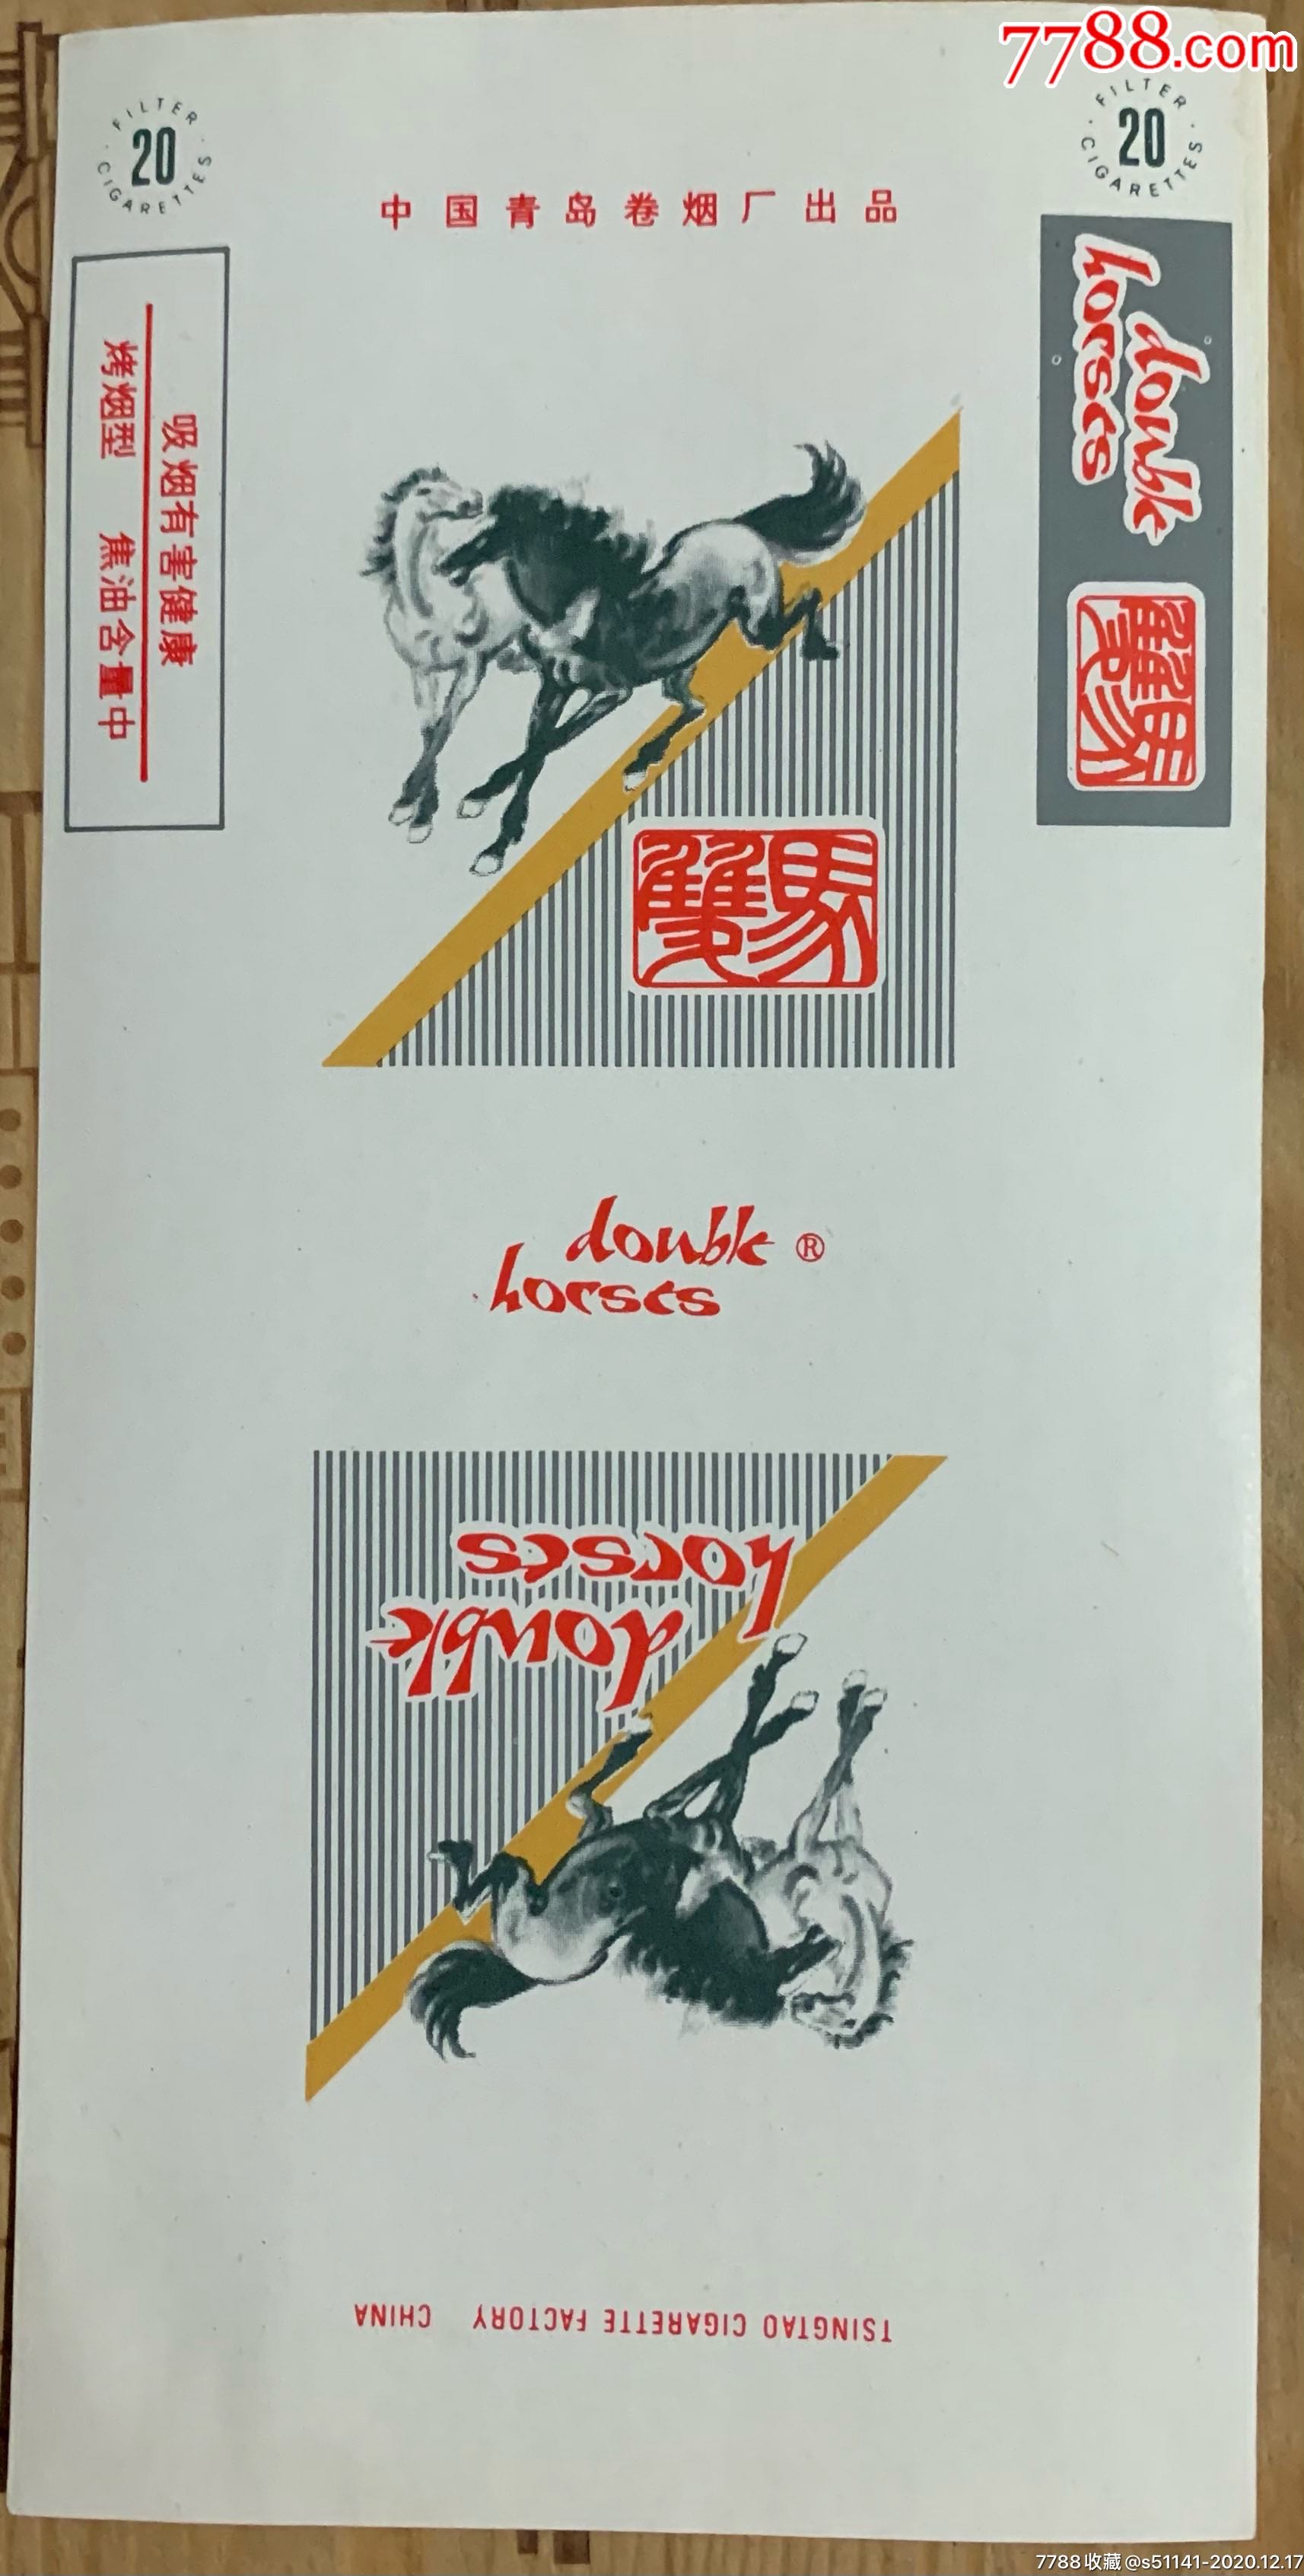 7788.com
· FILTER ·
20
CIGARETTES
· FILTER ·
20
CIGARETTES
中国青岛卷烟厂出品
吸烟有害健康
烤烟型 焦油含量中
double
horses
雙馬
雙馬
double ®
horses
double
horses
TSINGTAO CIGARETTE FACTORY CHINA
7788收藏@s51141-2020.12.17